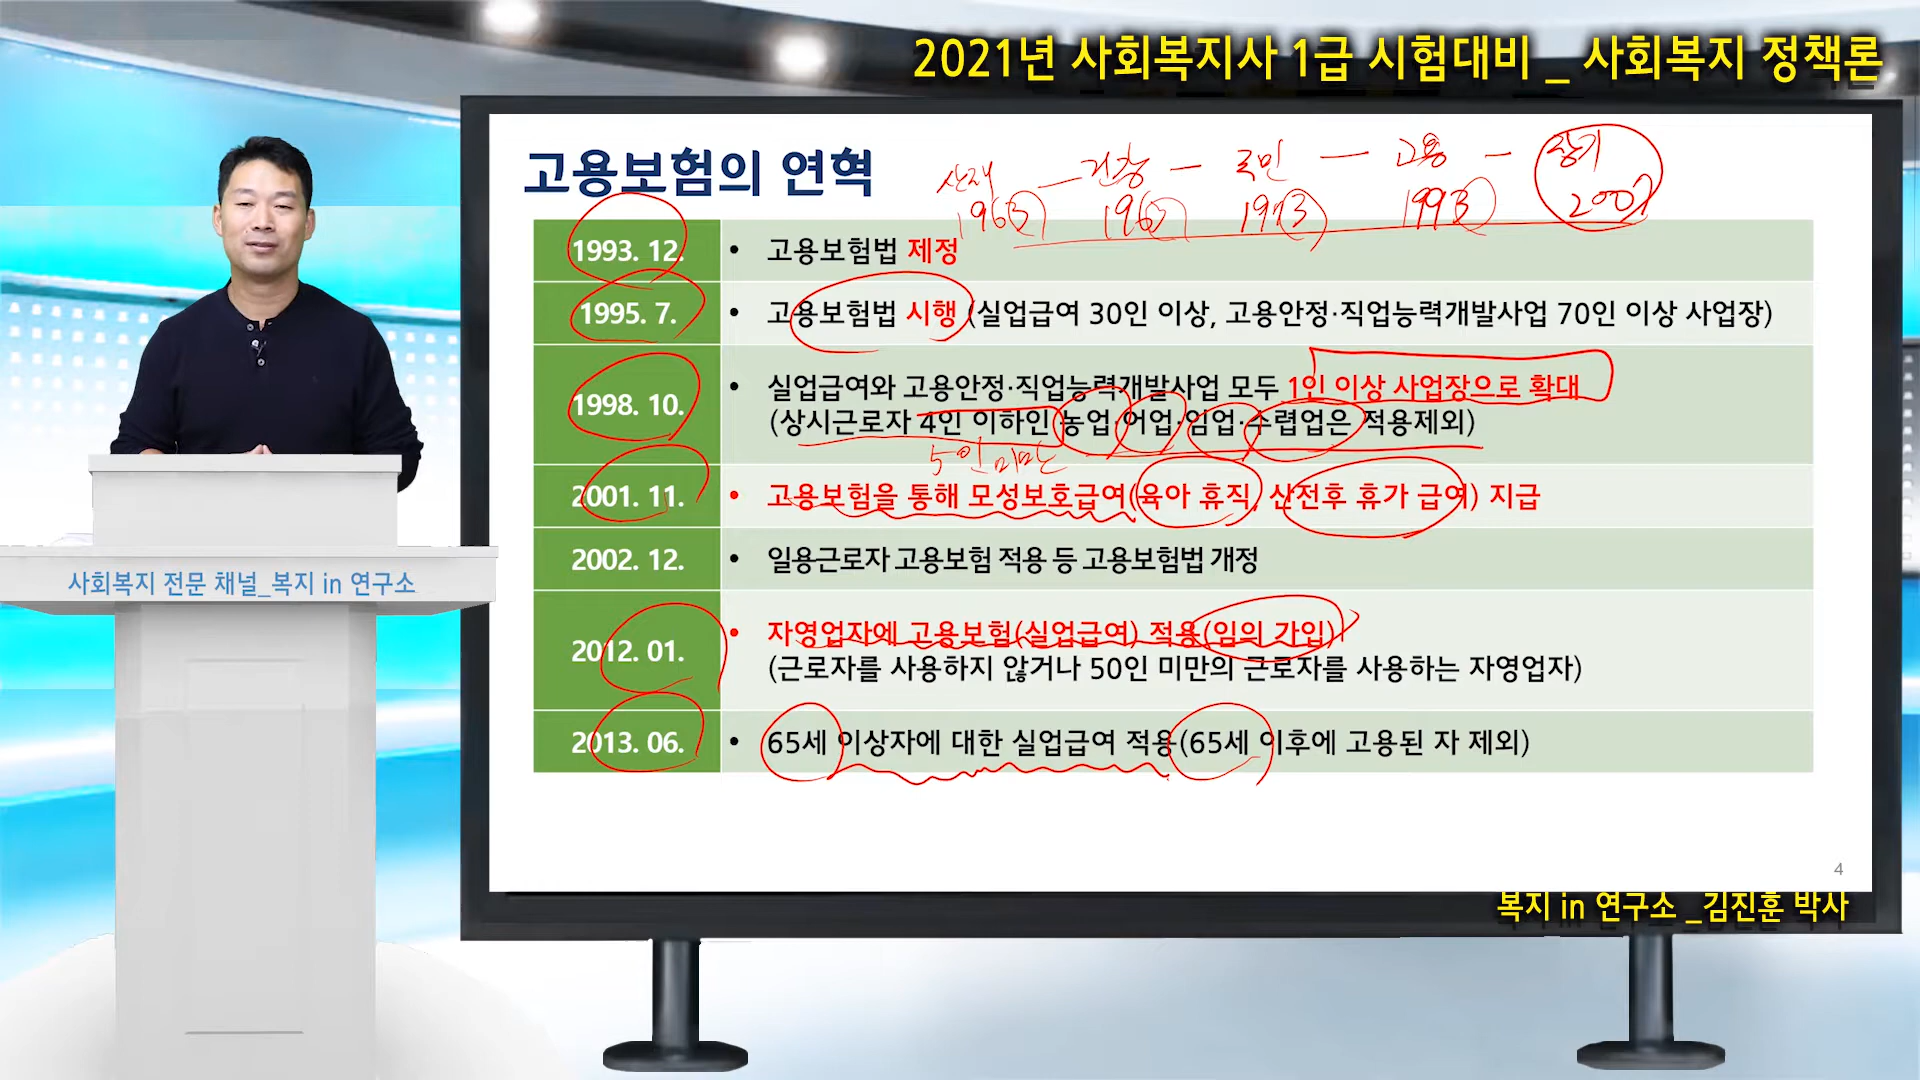 2021년 사회복지사 1급 시험대비 _ 사회복지 정책론
고용보험의 연혁
산재 — 건강 — 국민 — 고용 — 장기
1963 1963 1973 1993 2007
1993. 12. • 고용보험법 제정
1995. 7. • 고용보험법 시행 (실업급여 30인 이상, 고용안정·직업능력개발사업 70인 이상 사업장)
1998. 10. • 실업급여와 고용안정·직업능력개발사업 모두 1인 이상 사업장으로 확대
(상시근로자 4인 이하인 농업·어업·임업·수렵업은 적용제외)
5인 미만
2001. 11. • 고용보험을 통해 모성보호급여(육아 휴직, 산전후 휴가 급여) 지급
2002. 12. • 일용근로자 고용보험 적용 등 고용보험법 개정
2012. 01. • 자영업자에 고용보험(실업급여) 적용(임의 가입)
(근로자를 사용하지 않거나 50인 미만의 근로자를 사용하는 자영업자)
2013. 06. • 65세 이상자에 대한 실업급여 적용(65세 이후에 고용된 자 제외)
4
사회복지 전문 채널_복지 in 연구소
복지 in 연구소 _김진훈 박사